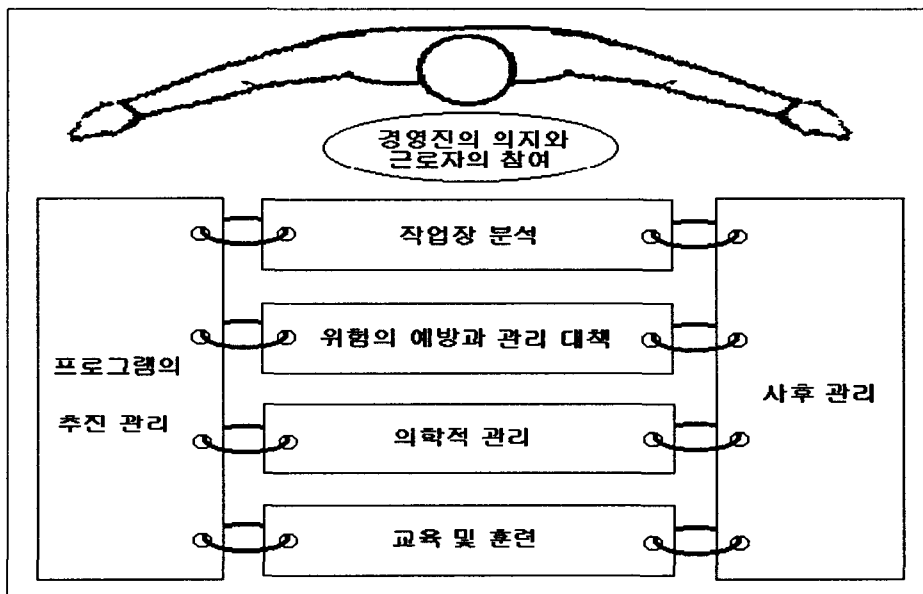 경영진의 의지와
근로자의 참여
프로그램의
추진 관리
작업장 분석
위험의 예방과 관리 대책
의학적 관리
교육 및 훈련
사후 관리